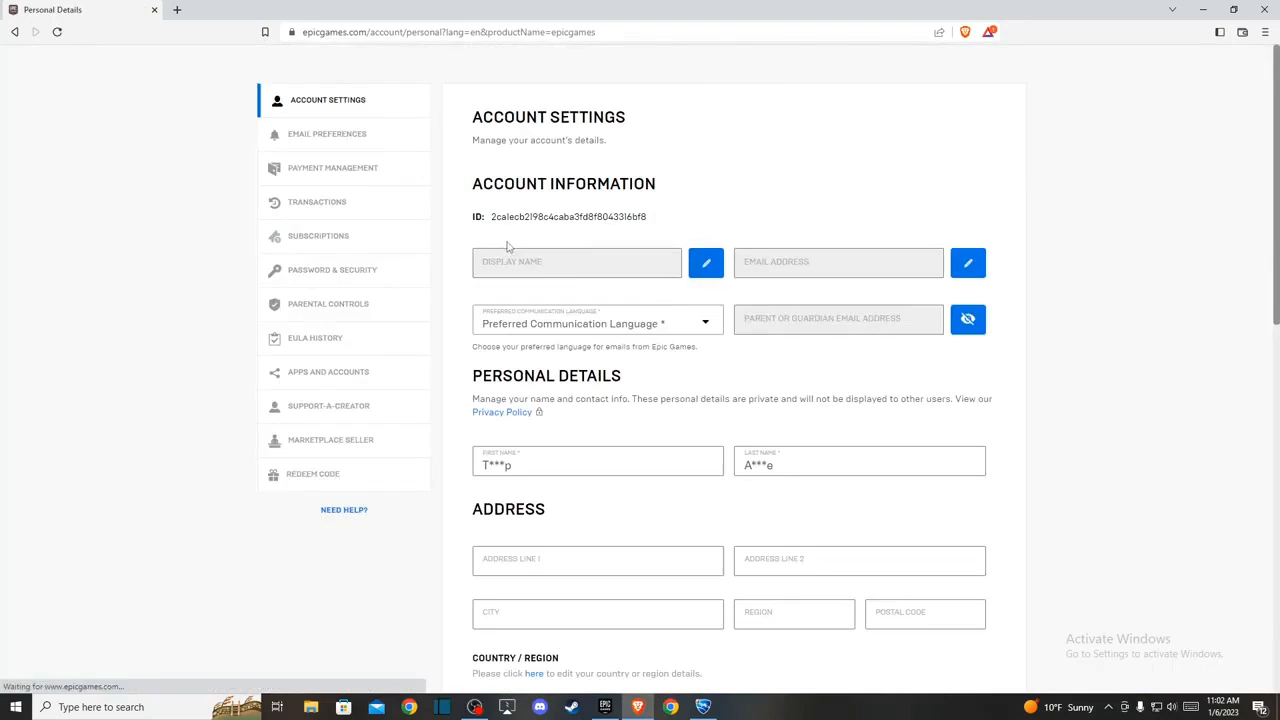 Personal Details
epicgames.com/account/personal?lang=en&productName=epicgames
ACCOUNT SETTINGS
EMAIL PREFERENCES
PAYMENT MANAGEMENT
TRANSACTIONS
SUBSCRIPTIONS
PASSWORD & SECURITY
PARENTAL CONTROLS
EULA HISTORY
APPS AND ACCOUNTS
SUPPORT-A-CREATOR
MARKETPLACE SELLER
REDEEM CODE
NEED HELP?
ACCOUNT SETTINGS
Manage your account's details.
ACCOUNT INFORMATION
ID: 2ca1ecb2198c4caba3fd8f8043316bf8
DISPLAY NAME
EMAIL ADDRESS
PREFERRED COMMUNICATION LANGUAGE *
Preferred Communication Language *
PARENT OR GUARDIAN EMAIL ADDRESS
Choose your preferred language for emails from Epic Games.
PERSONAL DETAILS
Manage your name and contact info. These personal details are private and will not be displayed to other users. View our
Privacy Policy
FIRST NAME *
T***p
LAST NAME *
A***e
ADDRESS
ADDRESS LINE 1
ADDRESS LINE 2
CITY
REGION
POSTAL CODE
COUNTRY / REGION
Please click here to edit your country or region details.
Activate Windows
Go to Settings to activate Windows.
Waiting for www.epicgames.com...
Type here to search
EPIC
70°F Sunny
11:02 AM
1/6/2023